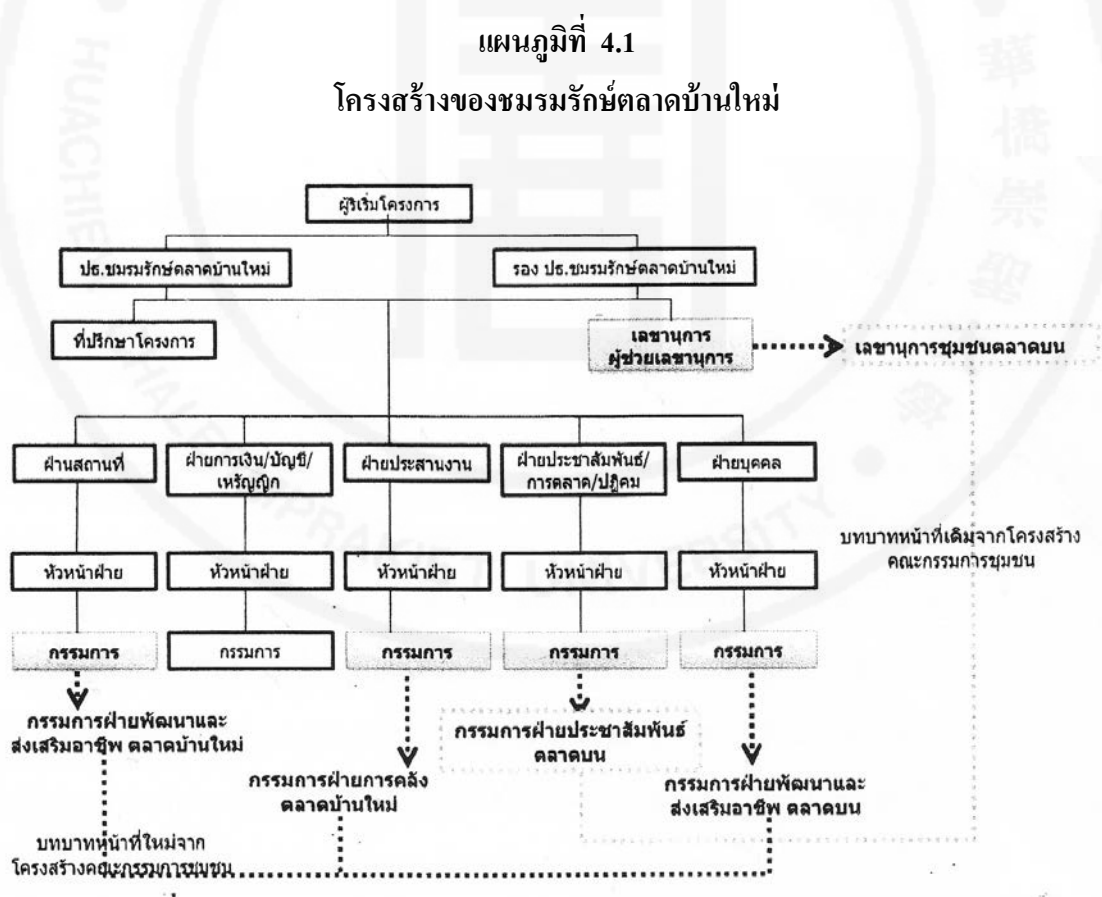 แผนภูมิที่ 4.1
โครงสร้างของชมรมรักษ์ตลาดบ้านใหม่
ผู้ริเริ่มโครงการ
ปธ.ชมรมรักษ์ตลาดบ้านใหม่
รอง ปธ.ชมรมรักษ์ตลาดบ้านใหม่
ที่ปรึกษาโครงการ
เลขานุการ
ผู้ช่วยเลขานุการ
เลขานุการชุมชนตลาดบน
ฝ่านสถานที่
ฝ่ายการเงิน/บัญชี/
เหรัญญิก
ฝ่ายประสานงาน
ฝ่ายประชาสัมพันธ์/
การตลาด/ปฏิคม
ฝ่ายบุคคล
บทบาทหน้าที่เดิมจากโครงสร้าง
คณะกรรมการชุมชน
หัวหน้าฝ่าย
หัวหน้าฝ่าย
หัวหน้าฝ่าย
หัวหน้าฝ่าย
หัวหน้าฝ่าย
กรรมการ
กรรมการ
กรรมการ
กรรมการ
กรรมการ
กรรมการฝ่ายพัฒนาและ
ส่งเสริมอาชีพ ตลาดบ้านใหม่
กรรมการฝ่ายการคลัง
ตลาดบ้านใหม่
กรรมการฝ่ายประชาสัมพันธ์
ตลาดบน
กรรมการฝ่ายพัฒนาและ
ส่งเสริมอาชีพ ตลาดบน
บทบาทหน้าที่ใหม่จาก
โครงสร้างคณะกรรมการชุมชน